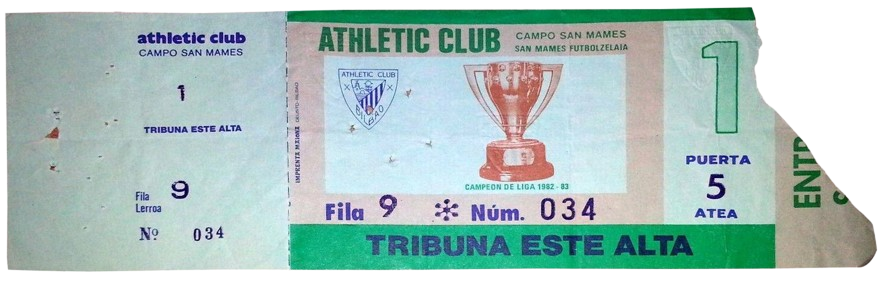 athletic club
CAMPO SAN MAMES
1
TRIBUNA ESTE ALTA
Fila
Lerroa
9
Nº 034
ATHLETIC CLUB
CAMPO SAN MAMES
SAN MAMES FUTBOLZELAIA
ATHLETIC CLUB
BILBAO
CAMPEON DE LIGA 1982 - 83
Fila 9 * Núm. 034
TRIBUNA ESTE ALTA
1
PUERTA
5
ATEA